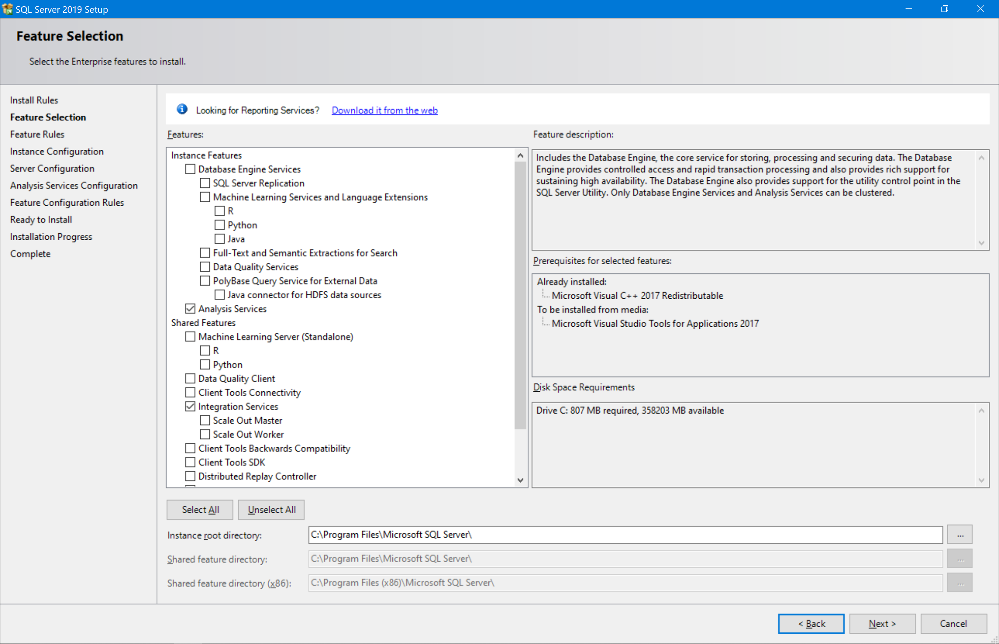 SQL Server 2019 Setup
Feature Selection
Select the Enterprise features to install.
Install Rules
Feature Selection
Feature Rules
Instance Configuration
Server Configuration
Analysis Services Configuration
Feature Configuration Rules
Ready to Install
Installation Progress
Complete
Looking for Reporting Services? Download it from the web
Features:
Instance Features
Database Engine Services
SQL Server Replication
Machine Learning Services and Language Extensions
R
Python
Java
Full-Text and Semantic Extractions for Search
Data Quality Services
PolyBase Query Service for External Data
Java connector for HDFS data sources
Analysis Services
Shared Features
Machine Learning Server (Standalone)
R
Python
Data Quality Client
Client Tools Connectivity
Integration Services
Scale Out Master
Scale Out Worker
Client Tools Backwards Compatibility
Client Tools SDK
Distributed Replay Controller
Feature description:
Includes the Database Engine, the core service for storing, processing and securing data. The Database
Engine provides controlled access and rapid transaction processing and also provides rich support for
sustaining high availability. The Database Engine also provides support for the utility control point in the
SQL Server Utility. Only Database Engine Services and Analysis Services can be clustered.
Prerequisites for selected features:
Already installed:
Microsoft Visual C++ 2017 Redistributable
To be installed from media:
Microsoft Visual Studio Tools for Applications 2017
Disk Space Requirements
Drive C: 807 MB required, 358203 MB available
Select All
Unselect All
Instance root directory: C:\Program Files\Microsoft SQL Server\ ...
Shared feature directory: C:\Program Files\Microsoft SQL Server\ ...
Shared feature directory (x86): C:\Program Files (x86)\Microsoft SQL Server\ ...
< Back
Next >
Cancel